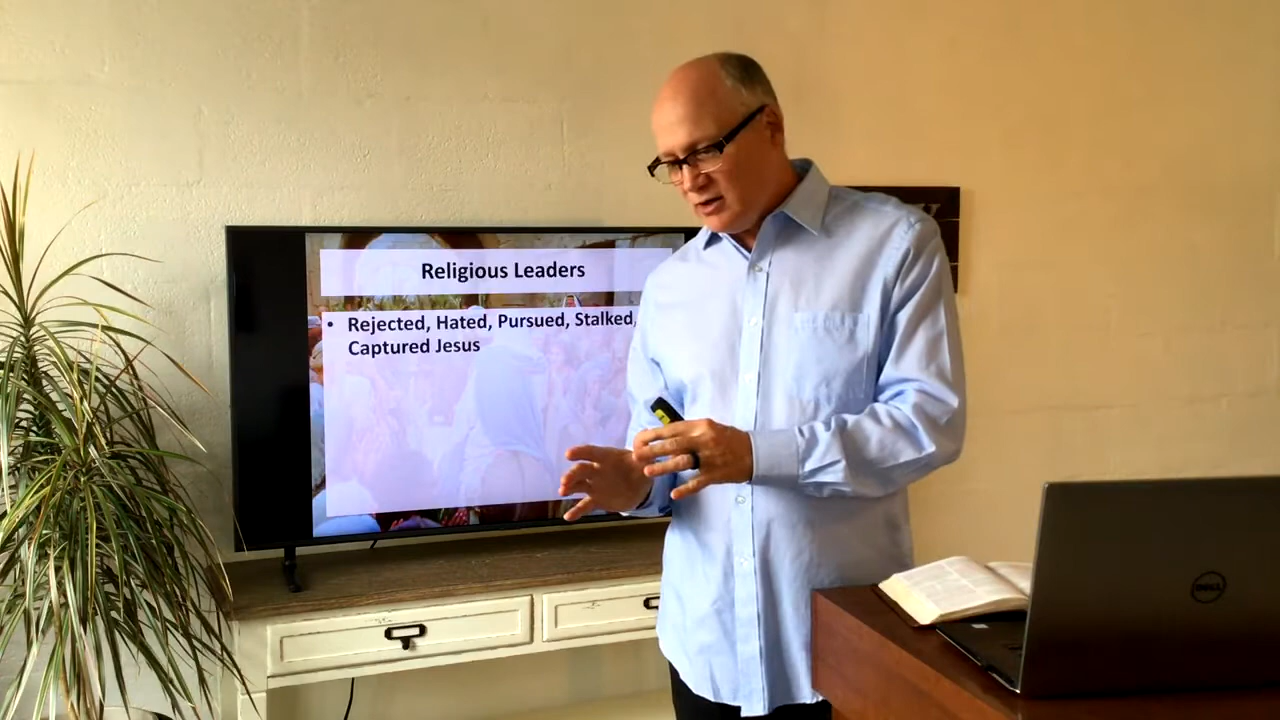 Religious Leaders
• Rejected, Hated, Pursued, Stalked,
Captured Jesus
DELL